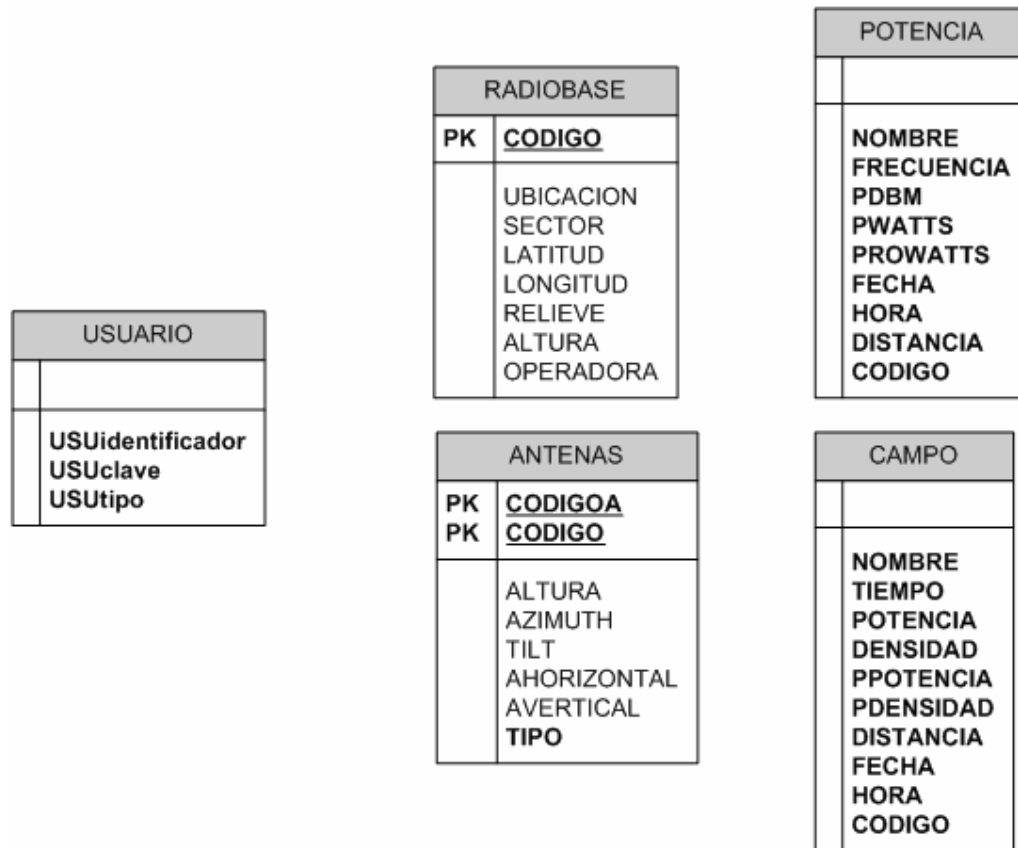 USUARIO
USUidentificador
USUclave
USUtipo
RADIOBASE
PK CODIGO
UBICACION
SECTOR
LATITUD
LONGITUD
RELIEVE
ALTURA
OPERADORA
ANTENAS
PK CODIGOA
PK CODIGO
ALTURA
AZIMUTH
TILT
AHORIZONTAL
AVERTICAL
TIPO
POTENCIA
NOMBRE
FRECUENCIA
PDBM
PWATTS
PROWATTS
FECHA
HORA
DISTANCIA
CODIGO
CAMPO
NOMBRE
TIEMPO
POTENCIA
DENSIDAD
PPOTENCIA
PDENSIDAD
DISTANCIA
FECHA
HORA
CODIGO